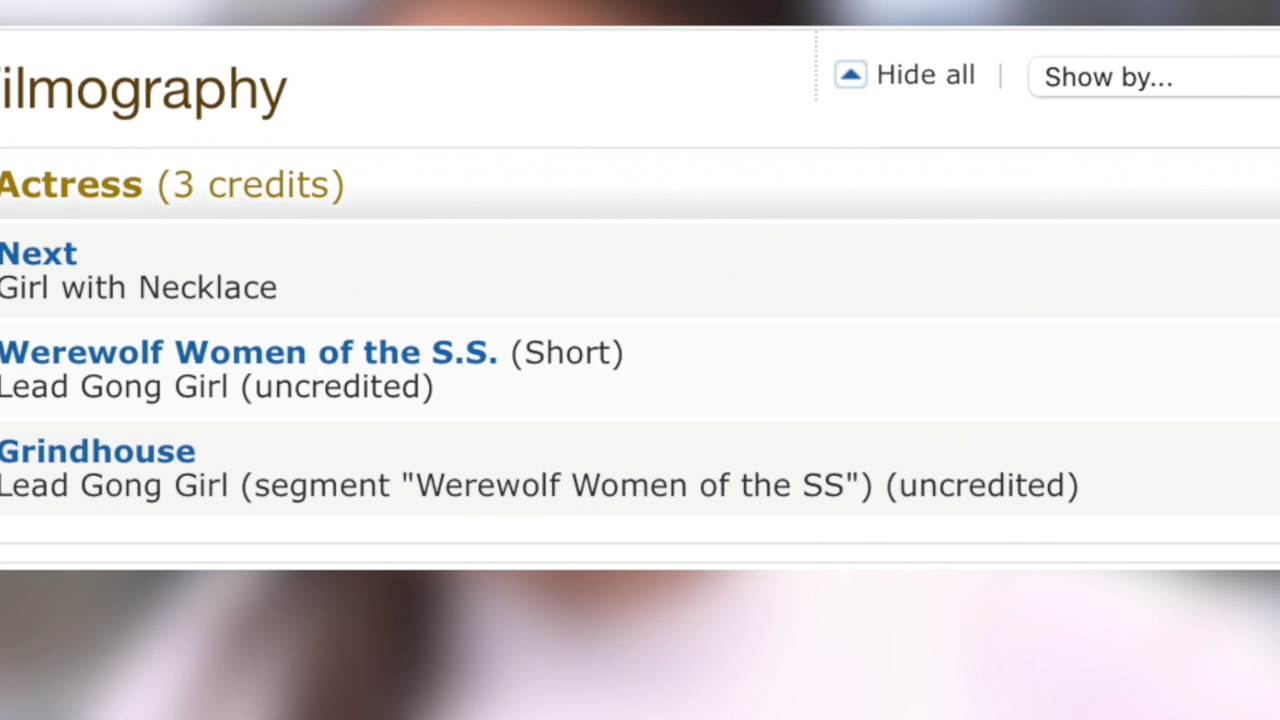 ilmography
Hide all | Show by...
Actress (3 credits)
Next
Girl with Necklace
Werewolf Women of the S.S. (Short)
Lead Gong Girl (uncredited)
Grindhouse
Lead Gong Girl (segment "Werewolf Women of the SS") (uncredited)